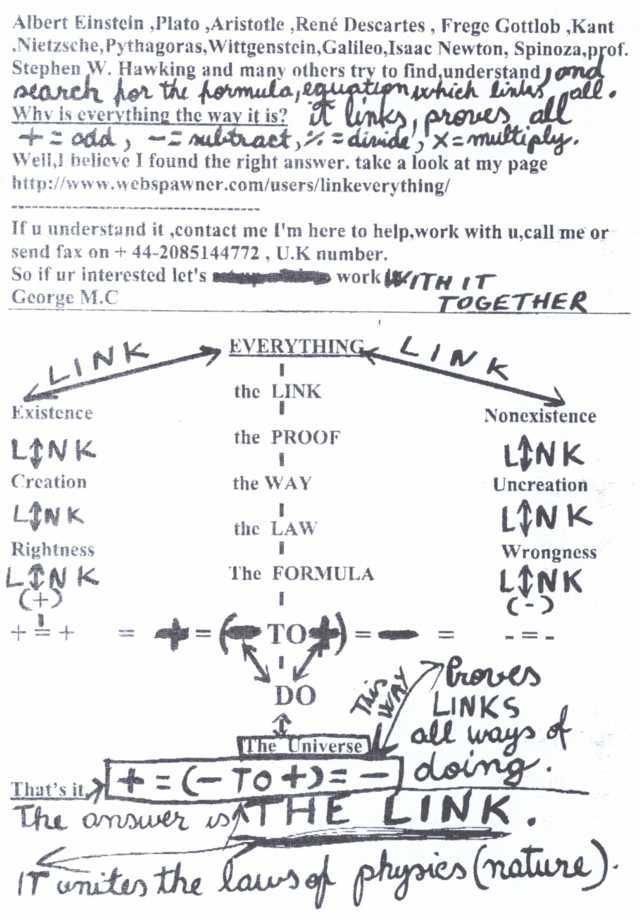 Albert Einstein ,Plato ,Aristotle ,René Descartes , Frege Gottlob ,Kant
,Nietzsche,Pythagoras,Wittgenstein,Galileo,Isaac Newton, Spinoza,prof.
Stephen W. Hawking and many others try to find,understand, and
search for the formula, equation which links all.
Why is everything the way it is? it links, proves all
+ = add, - = subtract, % = divide, X = multiply.
Well,I believe I found the right answer. take a look at my page
http://www.webspawner.com/users/linkeverything/
------------------------------
If u understand it ,contact me I'm here to help,work with u,call me or
send fax on + 44-2085144772 , U.K number.
So if ur interested let's work WITH IT
George M.C TOGETHER
LINK EVERYTHING LINK
the LINK
Existence Nonexistence
the PROOF
LINK LINK
Creation the WAY Uncreation
LINK LINK
the LAW
Rightness Wrongness
LINK The FORMULA LINK
(+) (-)
+ = + = + = (- TO +) = - = - = -
DO
This WAY
Proves
LINKS
all ways of
doing.
The Universe
That's it, + = (- TO +) = -
The answer is THE LINK.
IT unites the laws of physics (nature).